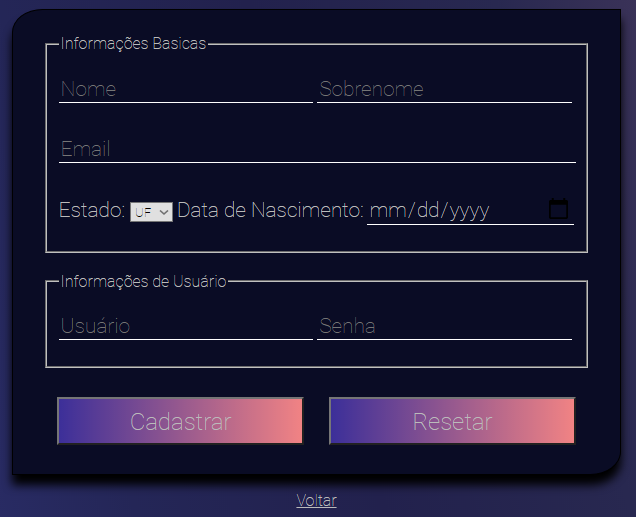 Informações Basicas
Nome Sobrenome
Email
Estado: UF Data de Nascimento: mm/dd/yyyy
Informações de Usuário
Usuário Senha
Cadastrar Resetar
Voltar